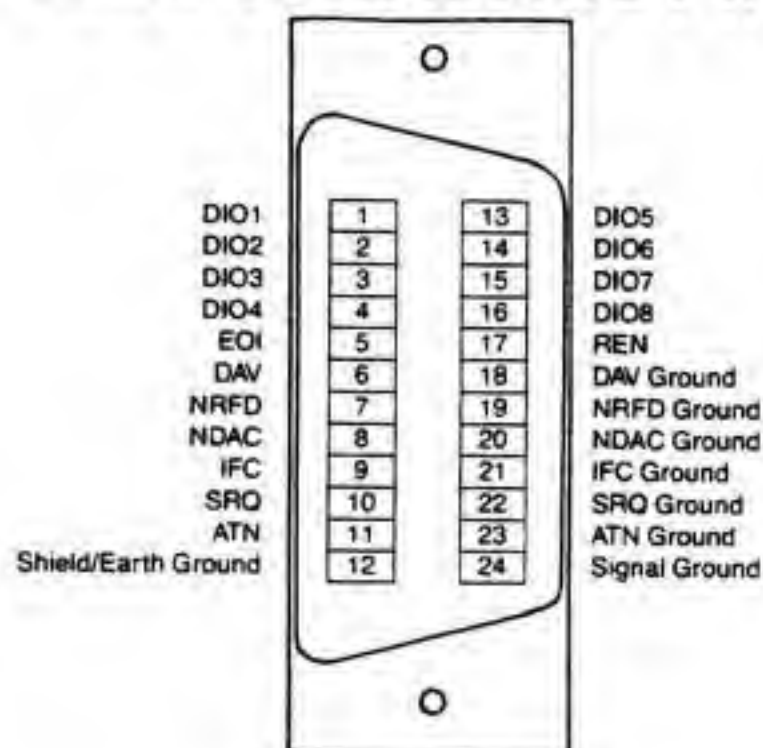 DIO1 1 13 DIO5
DIO2 2 14 DIO6
DIO3 3 15 DIO7
DIO4 4 16 DIO8
EOI 5 17 REN
DAV 6 18 DAV Ground
NRFD 7 19 NRFD Ground
NDAC 8 20 NDAC Ground
IFC 9 21 IFC Ground
SRQ 10 22 SRQ Ground
ATN 11 23 ATN Ground
Shield/Earth Ground 12 24 Signal Ground